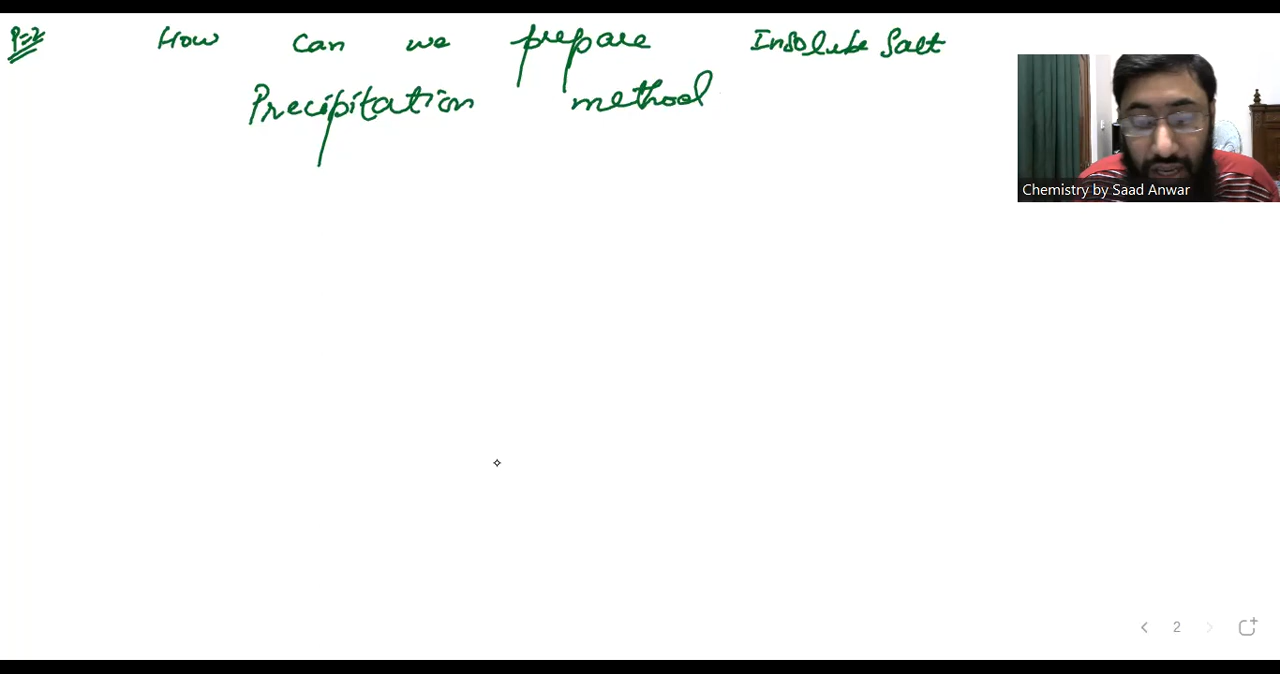 P=2 How can we prepare Insoluble Salt
Precipitation method
Chemistry by Saad Anwar
2